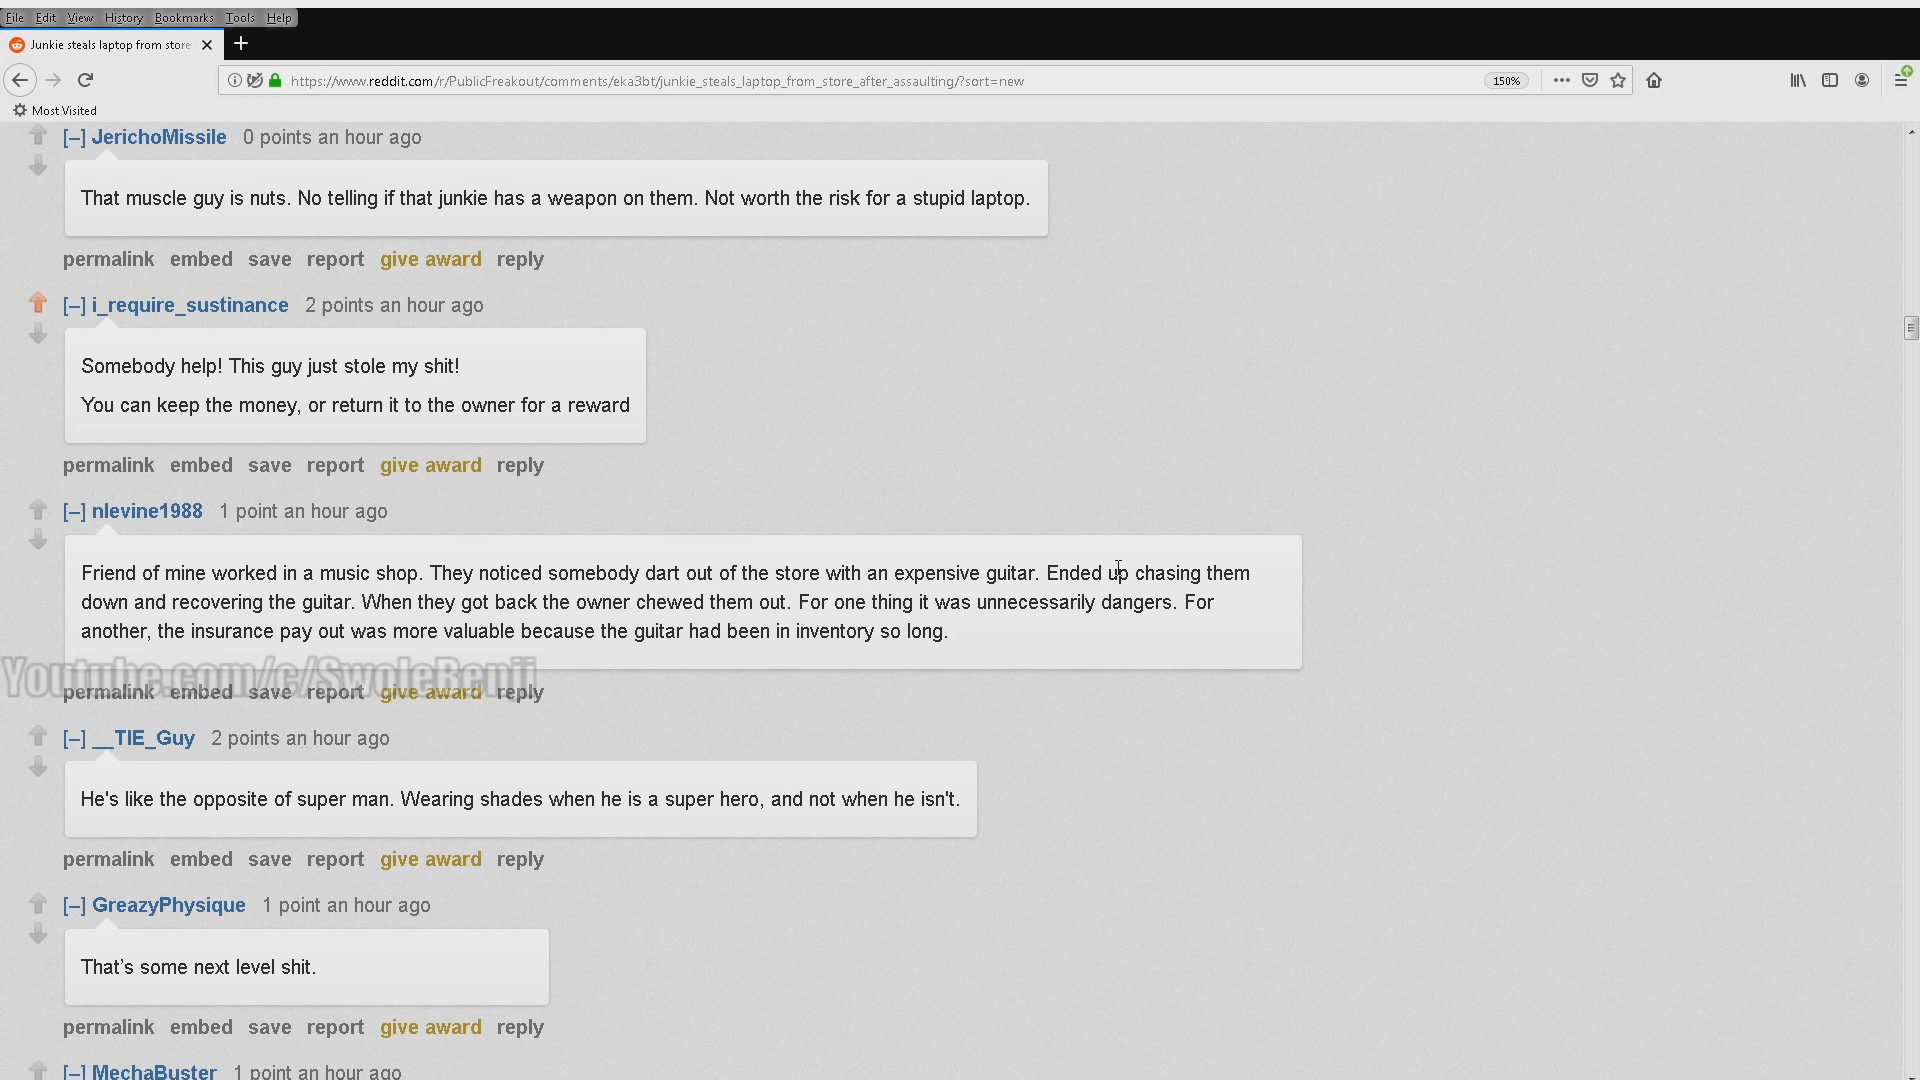 File Edit View History Bookmarks Tools Help
Junkie steals laptop from store
https://www.reddit.com/r/PublicFreakout/comments/eka3bt/junkie_steals_laptop_from_store_after_assaulting/?sort=new 150%
Most Visited
[–] JerichoMissile 0 points an hour ago
That muscle guy is nuts. No telling if that junkie has a weapon on them. Not worth the risk for a stupid laptop.
permalink embed save report give award reply
[–] i_require_sustinance 2 points an hour ago
Somebody help! This guy just stole my shit!
You can keep the money, or return it to the owner for a reward
permalink embed save report give award reply
[–] nlevine1988 1 point an hour ago
Friend of mine worked in a music shop. They noticed somebody dart out of the store with an expensive guitar. Ended up chasing them
down and recovering the guitar. When they got back the owner chewed them out. For one thing it was unnecessarily dangers. For
another, the insurance pay out was more valuable because the guitar had been in inventory so long.
Youtube.com/c/SwoleBenji
permalink embed save report give award reply
[–] __TIE_Guy 2 points an hour ago
He's like the opposite of super man. Wearing shades when he is a super hero, and not when he isn't.
permalink embed save report give award reply
[–] GreazyPhysique 1 point an hour ago
That’s some next level shit.
permalink embed save report give award reply
[–] MechaBuster 1 point an hour ago